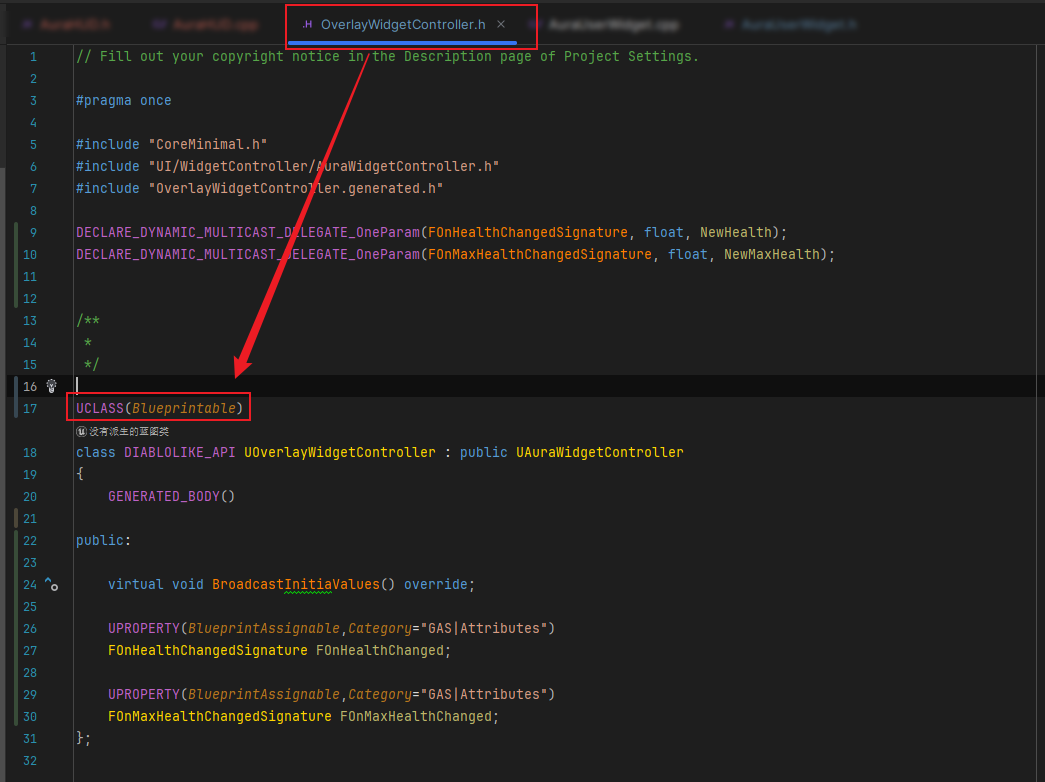 AuraHUD.h AuraHUD.cpp OverlayWidgetController.h AuraUserWidget.cpp AuraUserWidget.h
1 // Fill out your copyright notice in the Description page of Project Settings.
2
3 #pragma once
4
5 #include "CoreMinimal.h"
6 #include "UI/WidgetController/AuraWidgetController.h"
7 #include "OverlayWidgetController.generated.h"
8
9 DECLARE_DYNAMIC_MULTICAST_DELEGATE_OneParam(FOnHealthChangedSignature, float, NewHealth);
10 DECLARE_DYNAMIC_MULTICAST_DELEGATE_OneParam(FOnMaxHealthChangedSignature, float, NewMaxHealth);
11
12
13 /**
14 *
15 */
16
17 UCLASS(Blueprintable)
没有派生的蓝图类
18 class DIABLOLIKE_API UOverlayWidgetController : public UAuraWidgetController
19 {
20 GENERATED_BODY()
21
22 public:
23
24 virtual void BroadcastInitiaValues() override;
25
26 UPROPERTY(BlueprintAssignable,Category="GAS|Attributes")
27 FOnHealthChangedSignature FOnHealthChanged;
28
29 UPROPERTY(BlueprintAssignable,Category="GAS|Attributes")
30 FOnMaxHealthChangedSignature FOnMaxHealthChanged;
31 };
32